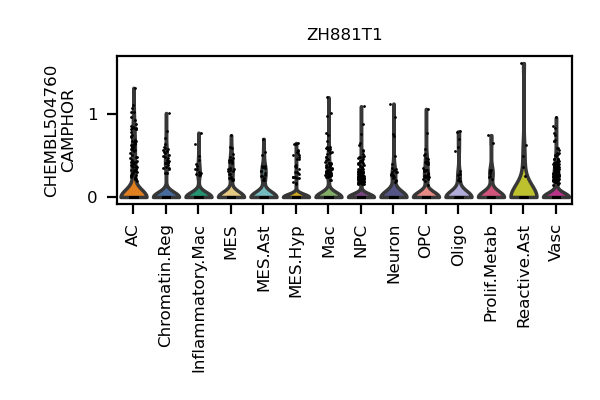 ZH881T1
CHEMBL504760
CAMPHOR
1
0
AC
Chromatin.Reg
Inflammatory.Mac
MES
MES.Ast
MES.Hyp
Mac
NPC
Neuron
OPC
Oligo
Prolif.Metab
Reactive.Ast
Vasc